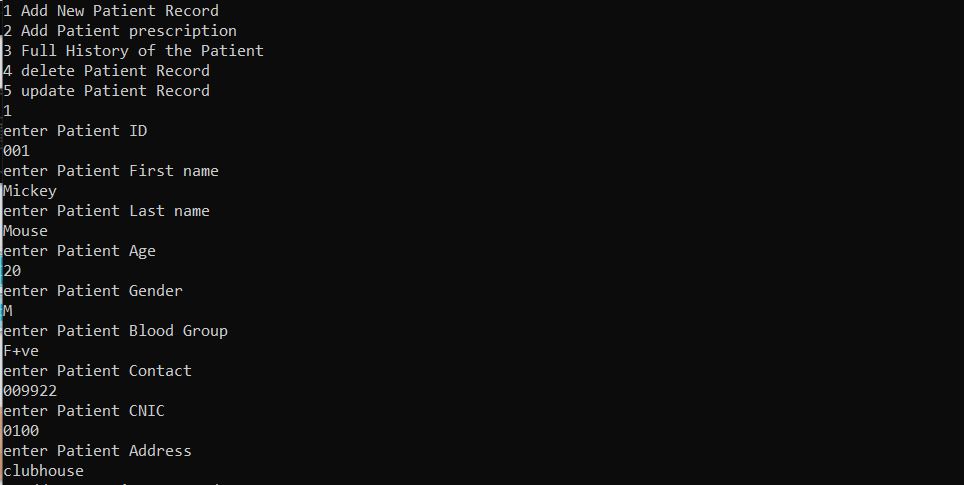 1 Add New Patient Record
2 Add Patient prescription
3 Full History of the Patient
4 delete Patient Record
5 update Patient Record
1
enter Patient ID
001
enter Patient First name
Mickey
enter Patient Last name
Mouse
enter Patient Age
20
enter Patient Gender
M
enter Patient Blood Group
F+ve
enter Patient Contact
009922
enter Patient CNIC
0100
enter Patient Address
clubhouse